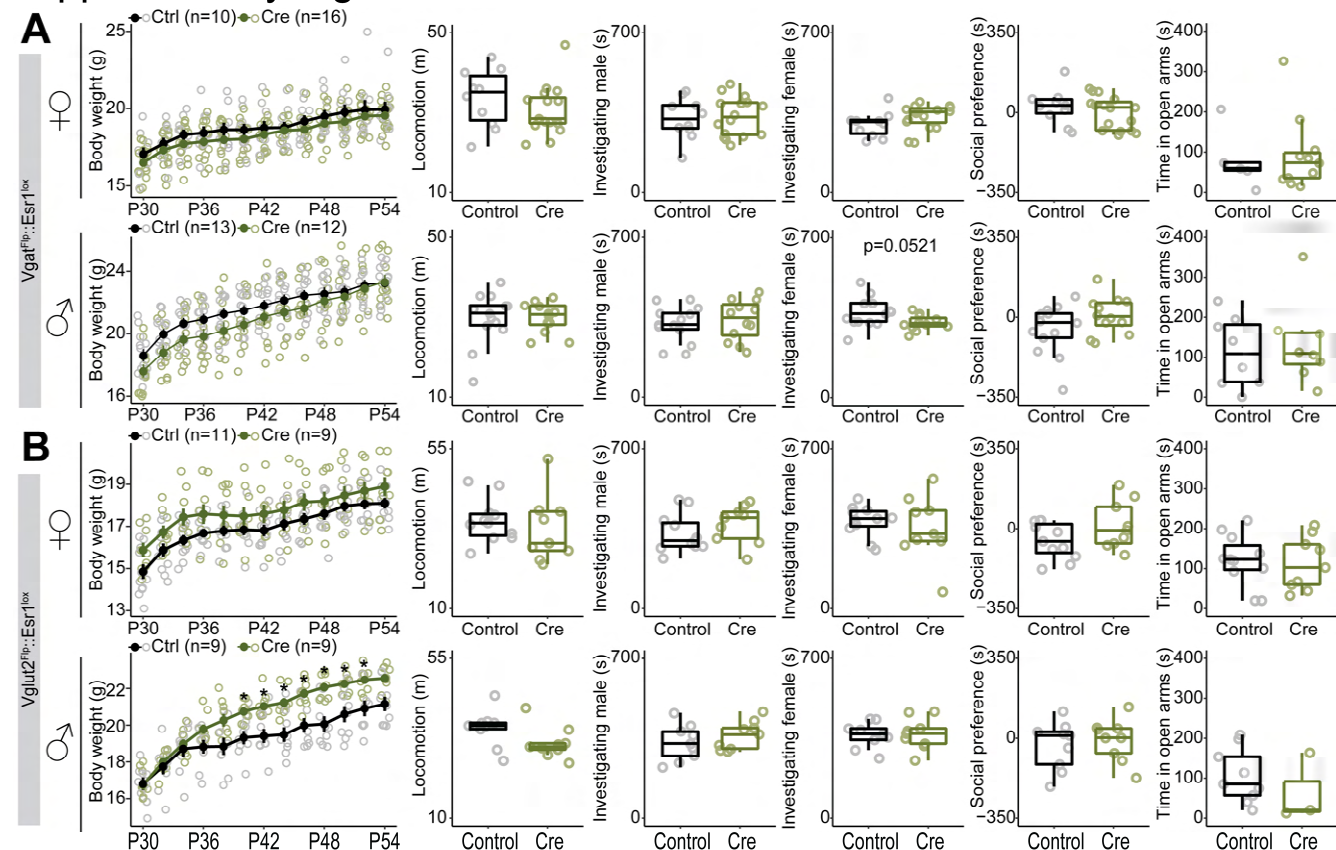 A
Ctrl (n=10) Cre (n=16)
Body weight (g)
25
20
15
P30 P36 P42 P48 P54
Locomotion (m)
50
10
Control Cre
Investigating male (s)
700
0
Control Cre
Investigating female (s)
700
0
Control Cre
Social preference (s)
350
0
−350
Control Cre
Time in open arms (s)
400
300
200
100
0
Control Cre
♀
VgatFlp::Esr1lox
Ctrl (n=13) Cre (n=12)
Body weight (g)
24
20
16
P30 P36 P42 P48 P54
Locomotion (m)
50
10
Control Cre
Investigating male (s)
700
0
Control Cre
Investigating female (s)
700
0
p=0.0521
Control Cre
Social preference (s)
350
0
−350
Control Cre
Time in open arms (s)
400
300
200
100
0
Control Cre
♂
B
Ctrl (n=11) Cre (n=9)
Body weight (g)
19
17
15
13
P30 P36 P42 P48 P54
Locomotion (m)
55
10
Control Cre
Investigating male (s)
700
0
Control Cre
Investigating female (s)
700
0
Control Cre
Social preference (s)
350
0
−350
Control Cre
Time in open arms (s)
400
300
200
100
0
Control Cre
♀
Vglut2Flp::Esr1lox
Ctrl (n=9) Cre (n=9)
Body weight (g)
22
20
18
16
* * * * * * *
P30 P36 P42 P48 P54
Locomotion (m)
55
10
Control Cre
Investigating male (s)
700
0
Control Cre
Investigating female (s)
700
0
Control Cre
Social preference (s)
350
0
−350
Control Cre
Time in open arms (s)
400
300
200
100
0
Control Cre
♂